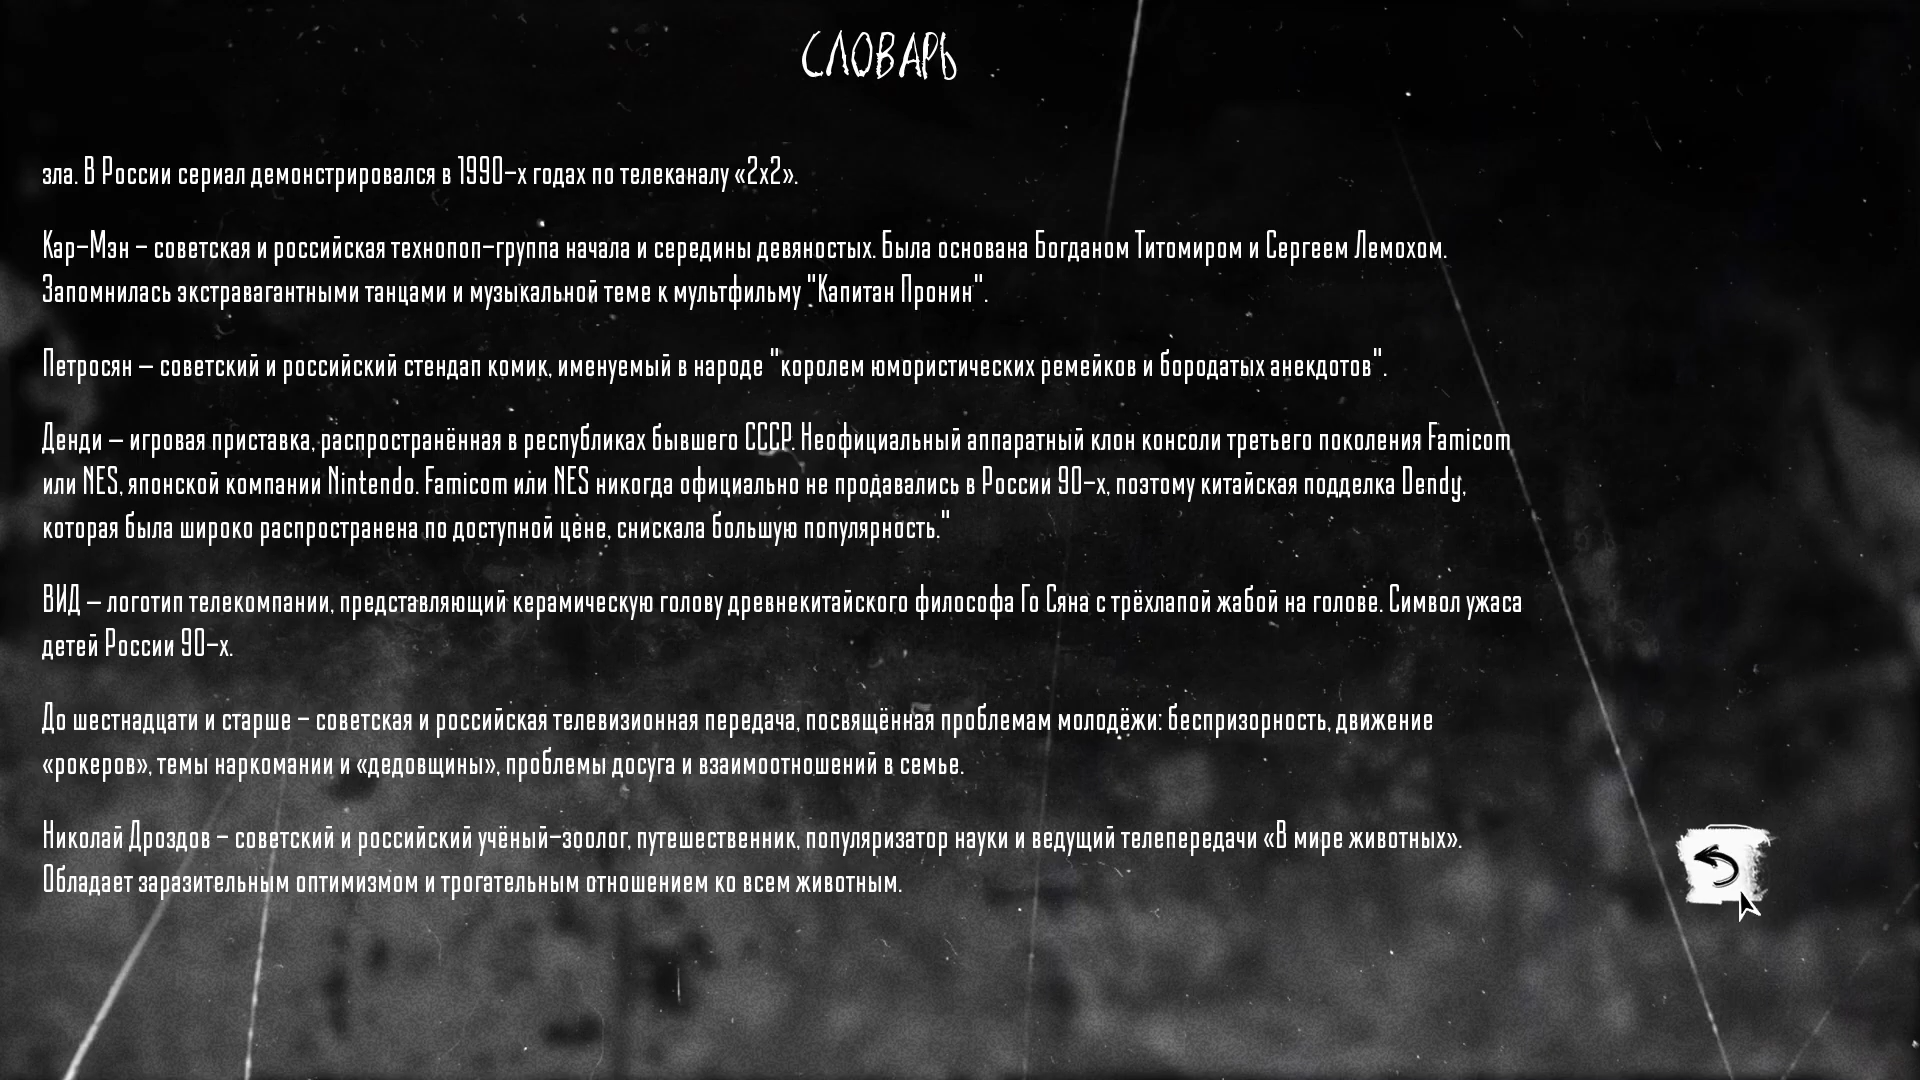 СЛОВАРЬ
зла. В России сериал демонстрировался в 1990-х годах по телеканалу «2х2».
Кар-Мэн – советская и российская технопоп-группа начала и середины девяностых. Была основана Богданом Титомиром и Сергеем Лемохом.
Запомнилась экстравагантными танцами и музыкальной теме к мультфильму "Капитан Пронин".
Петросян – советский и российский стендап комик, именуемый в народе "королем юмористических ремейков и бородатых анекдотов".
Денди – игровая приставка, распространённая в республиках бывшего СССР. Неофициальный аппаратный клон консоли третьего поколения Famicom
или NES, японской компании Nintendo. Famicom или NES никогда официально не продавались в России 90-х, поэтому китайская подделка Dendy,
которая была широко распространена по доступной цене, снискала большую популярность."
ВИД – логотип телекомпании, представляющий керамическую голову древнекитайского философа Го Сяна с трёхлапой жабой на голове. Символ ужаса
детей России 90-х.
До шестнадцати и старше – советская и российская телевизионная передача, посвящённая проблемам молодёжи: беспризорность, движение
«рокеров», темы наркомании и «дедовщины», проблемы досуга и взаимоотношений в семье.
Николай Дроздов – советский и российский учёный-зоолог, путешественник, популяризатор науки и ведущий телепередачи «В мире животных».
Обладает заразительным оптимизмом и трогательным отношением ко всем животным.